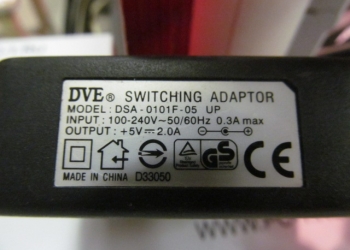 DVE® SWITCHING ADAPTOR
MODEL: DSA-0101F-05 UP
INPUT: 100-240V~50/60Hz 0.3A max
OUTPUT: +5V⎓2.0A
GS CE
MADE IN CHINA D33050